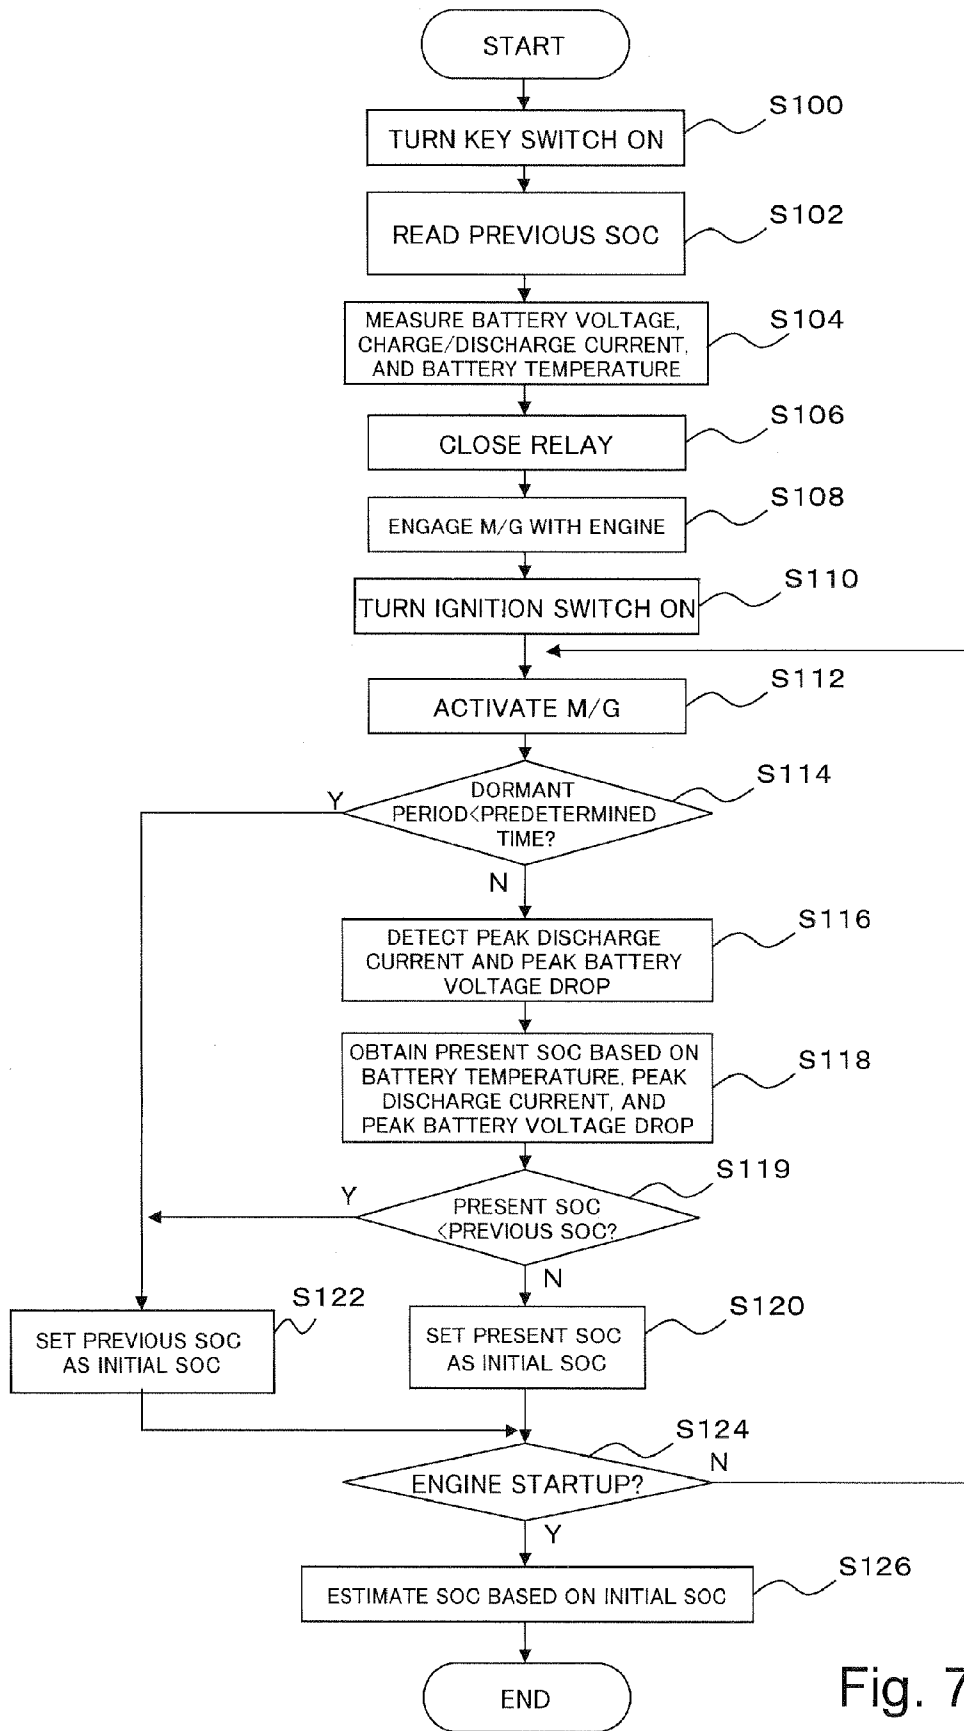 START
S100
TURN KEY SWITCH ON
S102
READ PREVIOUS SOC
S104
MEASURE BATTERY VOLTAGE,
CHARGE/DISCHARGE CURRENT,
AND BATTERY TEMPERATURE
S106
CLOSE RELAY
S108
ENGAGE M/G WITH ENGINE
S110
TURN IGNITION SWITCH ON
S112
ACTIVATE M/G
S114
DORMANT
PERIOD<PREDETERMINED
TIME?
Y
N
S116
DETECT PEAK DISCHARGE
CURRENT AND PEAK BATTERY
VOLTAGE DROP
S118
OBTAIN PRESENT SOC BASED ON
BATTERY TEMPERATURE, PEAK
DISCHARGE CURRENT, AND
PEAK BATTERY VOLTAGE DROP
S119
Y
PRESENT SOC
<PREVIOUS SOC?
N
S122
SET PREVIOUS SOC
AS INITIAL SOC
S120
SET PRESENT SOC
AS INITIAL SOC
S124
ENGINE STARTUP?
N
Y
S126
ESTIMATE SOC BASED ON INITIAL SOC
END
Fig. 7